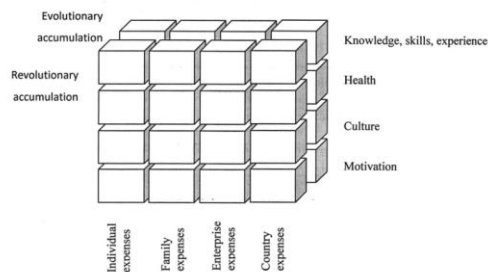 Evolutionary
accumulation
Revolutionary
accumulation
Knowledge, skills, experience
Health
Culture
Motivation
Individual
expenses
Family
expenses
Enterprise
expenses
Country
expenses